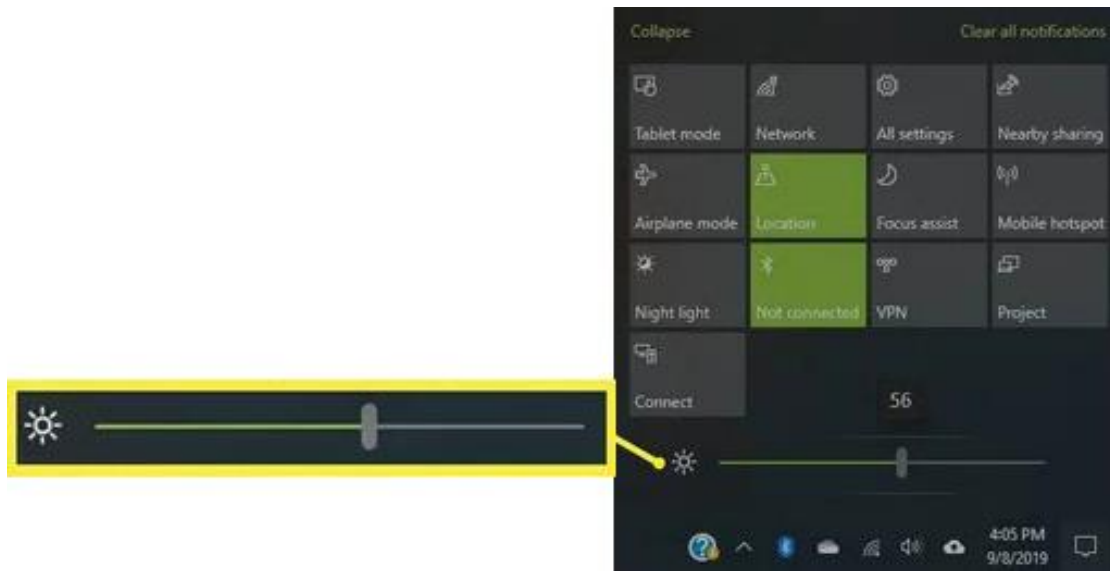 Collapse Clear all notifications
Tablet mode Network All settings Nearby sharing
Airplane mode Location Focus assist Mobile hotspot
Night light Not connected VPN Project
Connect
56
4:05 PM
9/8/2019